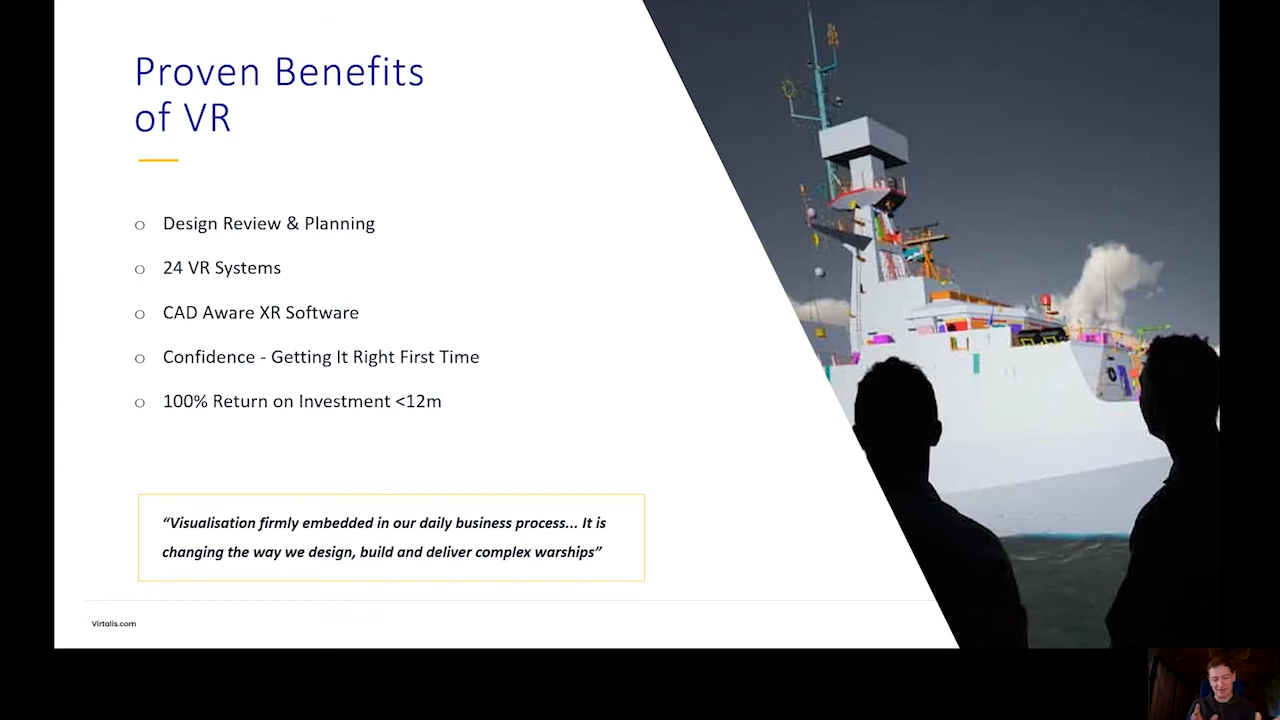 Proven Benefits
of VR
o Design Review & Planning
o 24 VR Systems
o CAD Aware XR Software
o Confidence - Getting It Right First Time
o 100% Return on Investment <12m
“Visualisation firmly embedded in our daily business process... It is
changing the way we design, build and deliver complex warships”
Virtalis.com